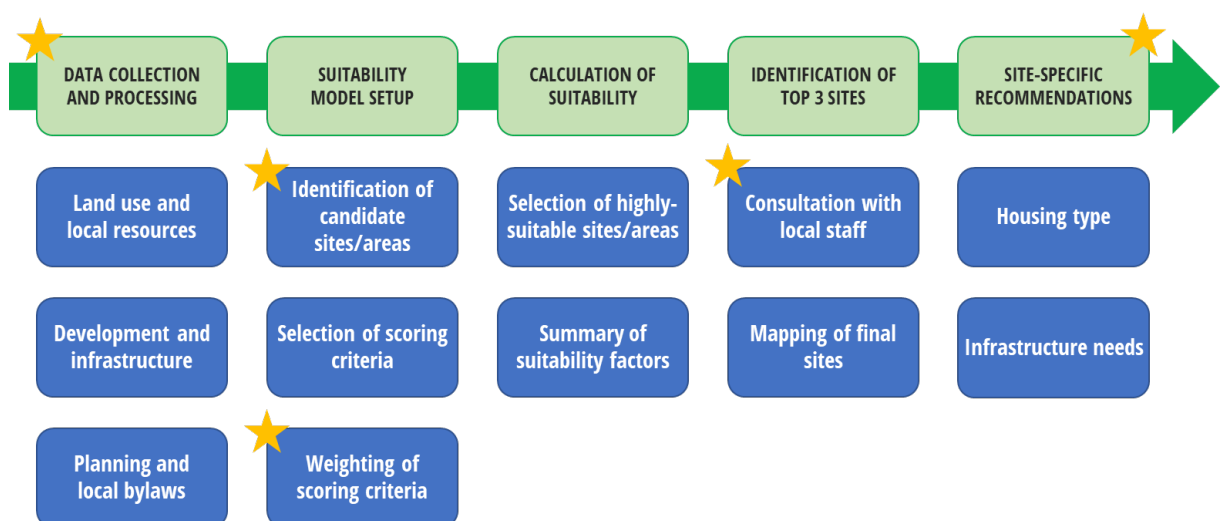 DATA COLLECTION
AND PROCESSING
SUITABILITY
MODEL SETUP
CALCULATION OF
SUITABILITY
IDENTIFICATION OF
TOP 3 SITES
SITE-SPECIFIC
RECOMMENDATIONS
Land use and
local resources
Identification of
candidate
sites/areas
Selection of highly-
suitable sites/areas
Consultation with
local staff
Housing type
Development and
infrastructure
Selection of scoring
criteria
Summary of
suitability factors
Mapping of final
sites
Infrastructure needs
Planning and
local bylaws
Weighting of
scoring criteria